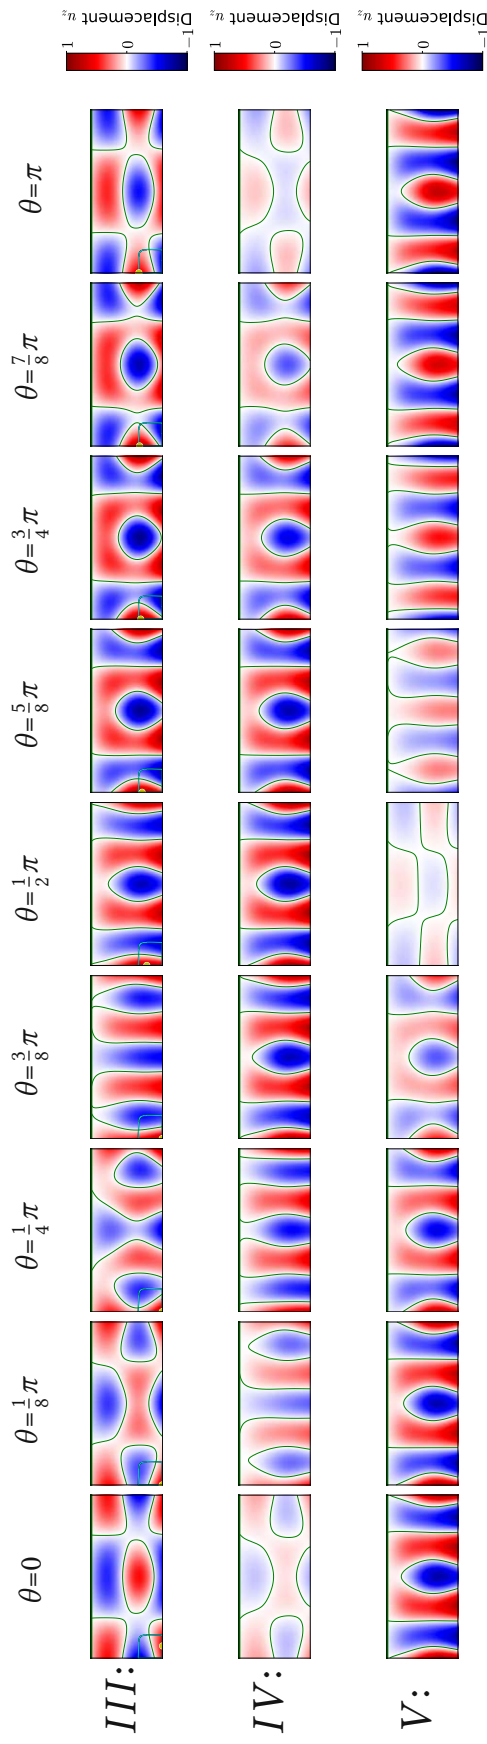 θ=0 θ=1/8π θ=1/4π θ=3/8π θ=1/2π θ=5/8π θ=3/4π θ=7/8π θ=π
III:
1
0
−1
Displacement u_z
IV:
1
0
−1
Displacement u_z
V:
1
0
−1
Displacement u_z